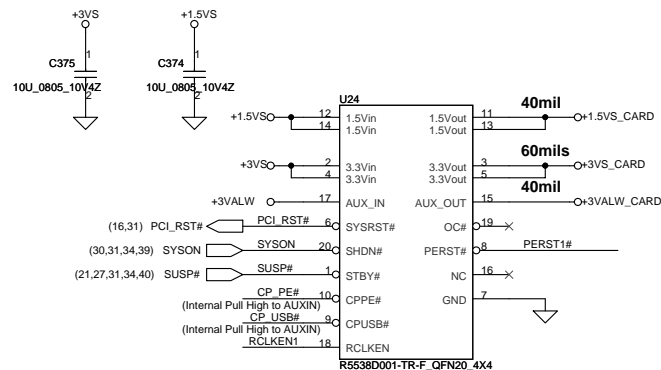 +3VS
+1.5VS
1
C375
10U_0805_10V4Z
2
1
C374
10U_0805_10V4Z
2
U24
+1.5VS
12
14
1.5Vin
1.5Vin
1.5Vout
1.5Vout
11
13
40mil
+1.5VS_CARD
+3VS
2
4
3.3Vin
3.3Vin
3.3Vout
3.3Vout
3
5
60mils
+3VS_CARD
+3VALW
17
AUX_IN
AUX_OUT
15
40mil
+3VALW_CARD
(16,31) PCI_RST#
PCI_RST#
6
SYSRST#
OC#
19
(30,31,34,39) SYSON
SYSON
20
SHDN#
PERST#
8
PERST1#
(21,27,31,34,40) SUSP#
SUSP#
1
STBY#
NC
16
CP_PE#
10
(Internal Pull High to AUXIN)
CPPE#
GND
7
CP_USB#
9
(Internal Pull High to AUXIN)
CPUSB#
RCLKEN1
18
RCLKEN
R5538D001-TR-F_QFN20_4X4